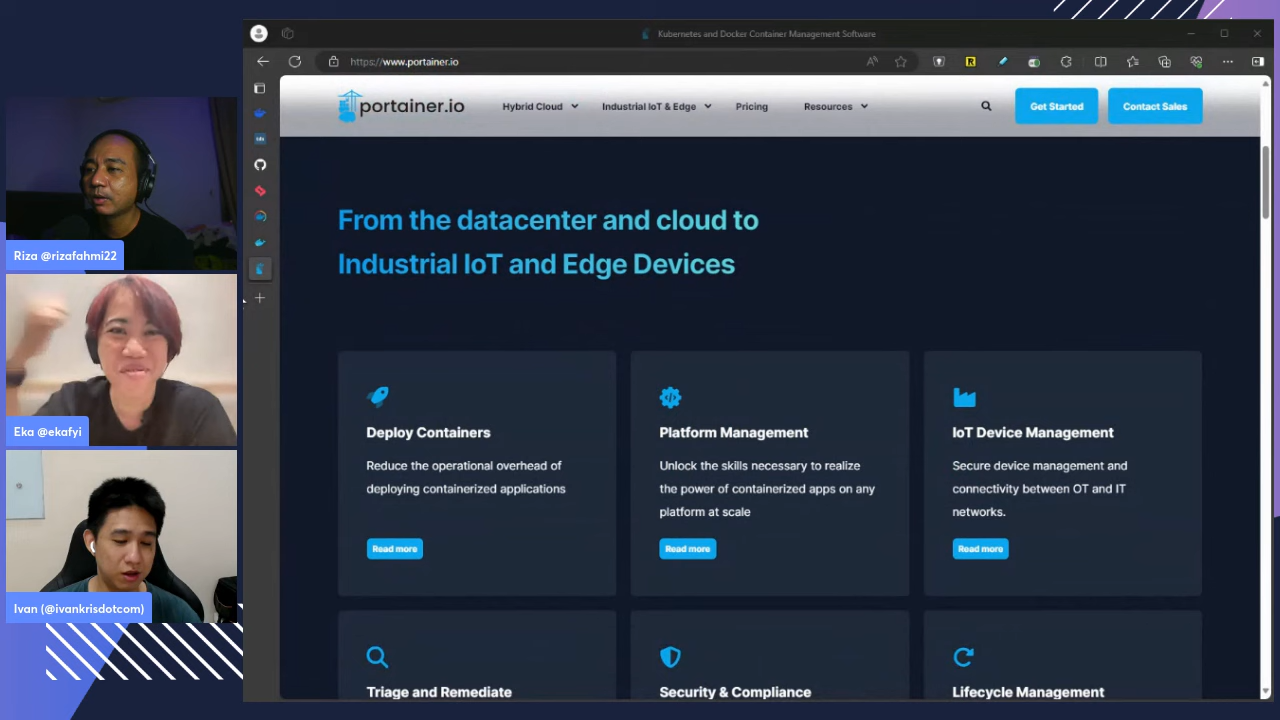 Kubernetes and Docker Container Management Software
https://www.portainer.io
portainer.io
Hybrid Cloud
Industrial IoT & Edge
Pricing
Resources
Get Started
Contact Sales
From the datacenter and cloud to
Industrial IoT and Edge Devices
Deploy Containers
Reduce the operational overhead of
deploying containerized applications
Read more
Platform Management
Unlock the skills necessary to realize
the power of containerized apps on any
platform at scale
Read more
IoT Device Management
Secure device management and
connectivity between OT and IT
networks.
Read more
Triage and Remediate
Security & Compliance
Lifecycle Management
Riza @rizafahmi22
Eka @ekafyi
Ivan (@ivankrisdotcom)